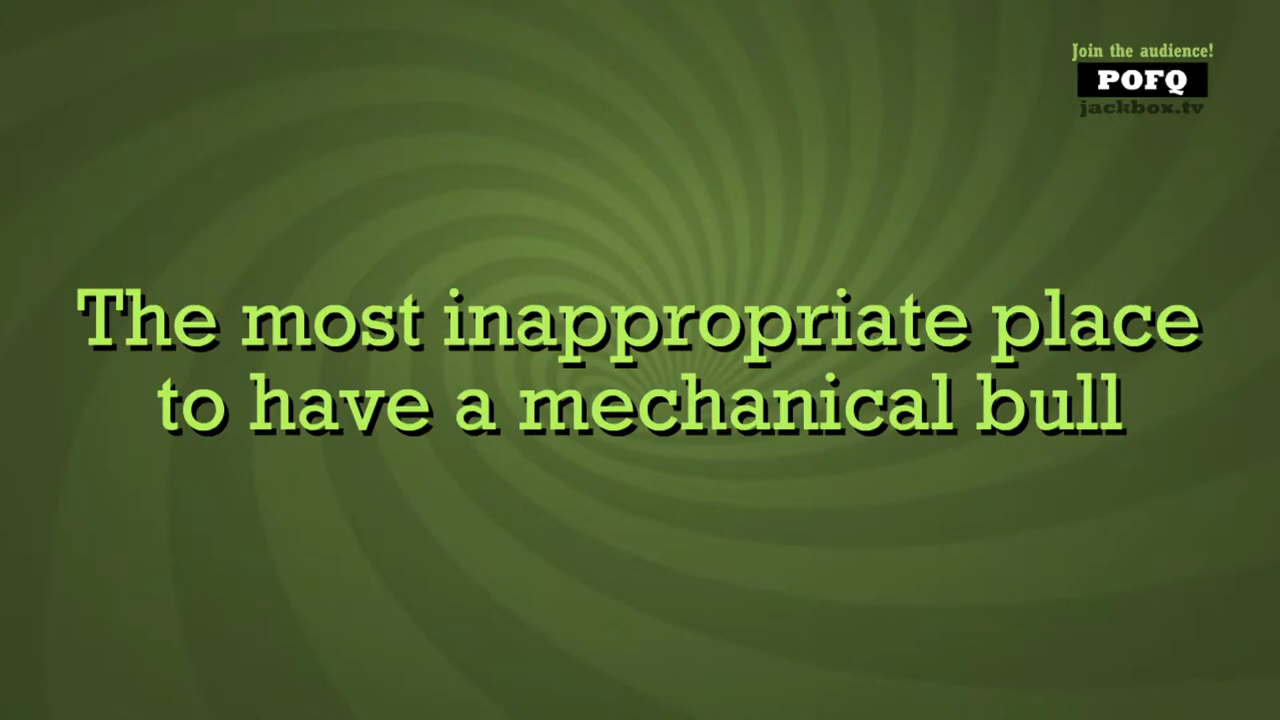 Join the audience!
POFQ
jackbox.tv
The most inappropriate place
to have a mechanical bull